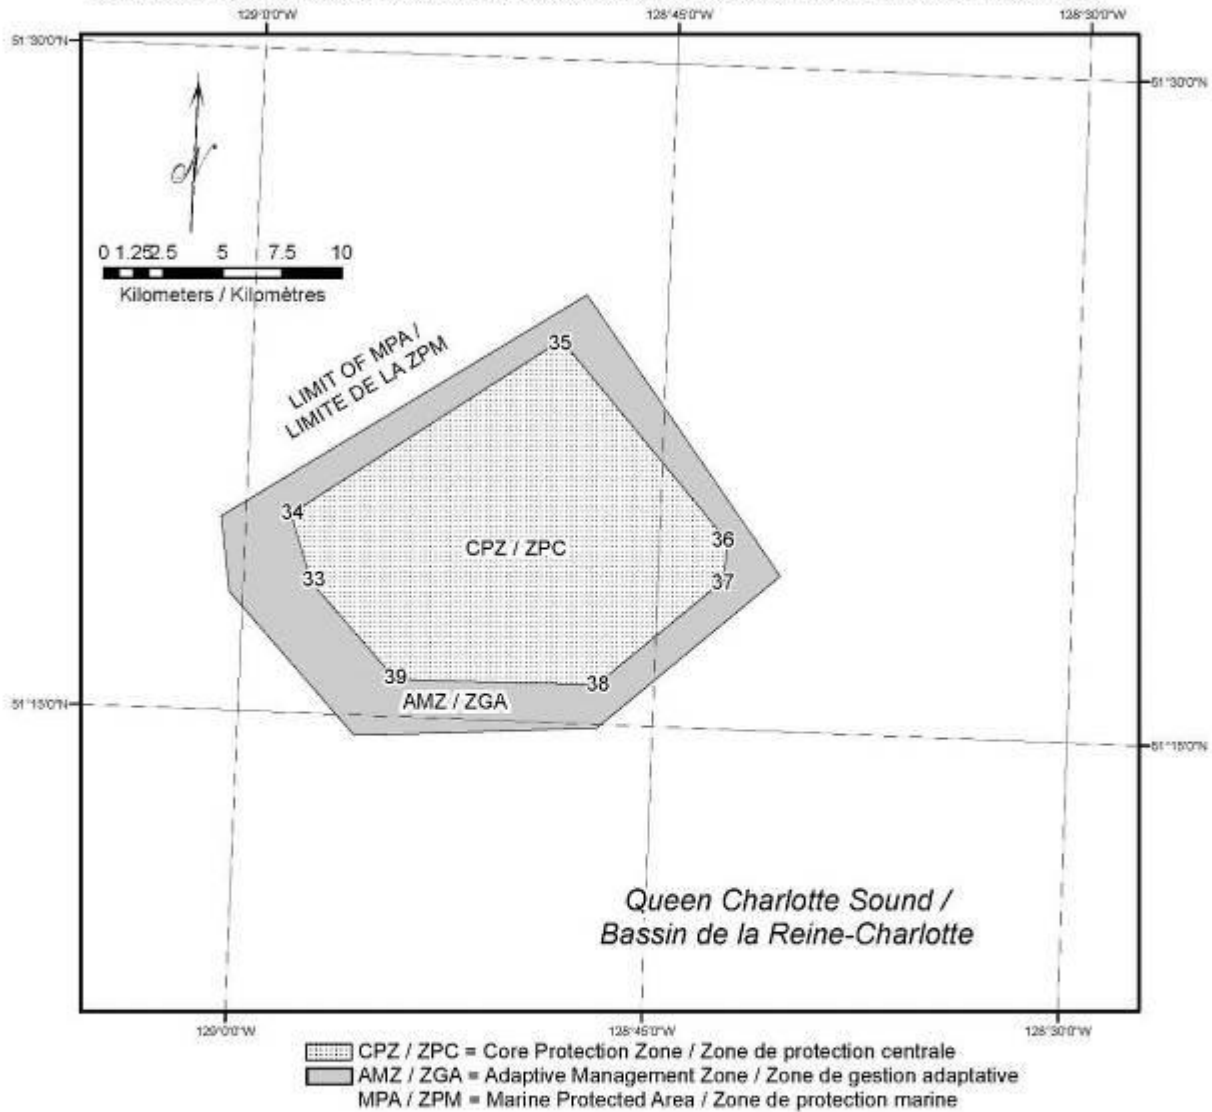 129°0'0"W 128°45'0"W 128°30'0"W
51°30'0"N
51°30'0"N
0 1.25 2.5 5 7.5 10
Kilometers / Kilomètres
LIMIT OF MPA /
LIMITE DE LA ZPM
35
34
36
CPZ / ZPC
33
37
39
38
AMZ / ZGA
51°15'0"N
51°15'0"N
Queen Charlotte Sound /
Bassin de la Reine-Charlotte
129°0'0"W 128°45'0"W 128°30'0"W
CPZ / ZPC = Core Protection Zone / Zone de protection centrale
AMZ / ZGA = Adaptive Management Zone / Zone de gestion adaptative
MPA / ZPM = Marine Protected Area / Zone de protection marine